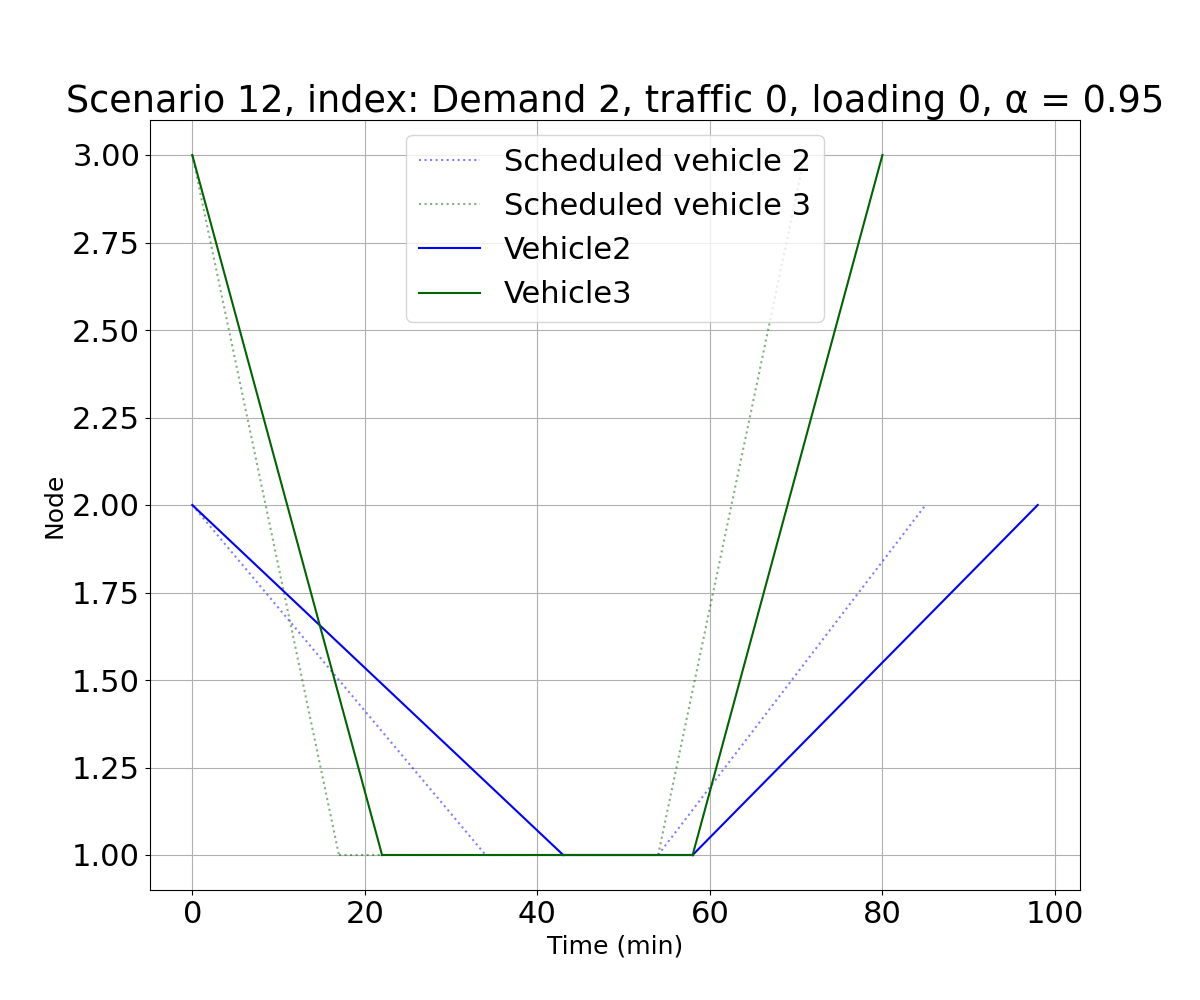 Scenario 12, index: Demand 2, traffic 0, loading 0, α = 0.95
Scheduled vehicle 2
Scheduled vehicle 3
Vehicle2
Vehicle3
3.00
2.75
2.50
2.25
2.00
1.75
1.50
1.25
1.00
Node
0 20 40 60 80 100
Time (min)